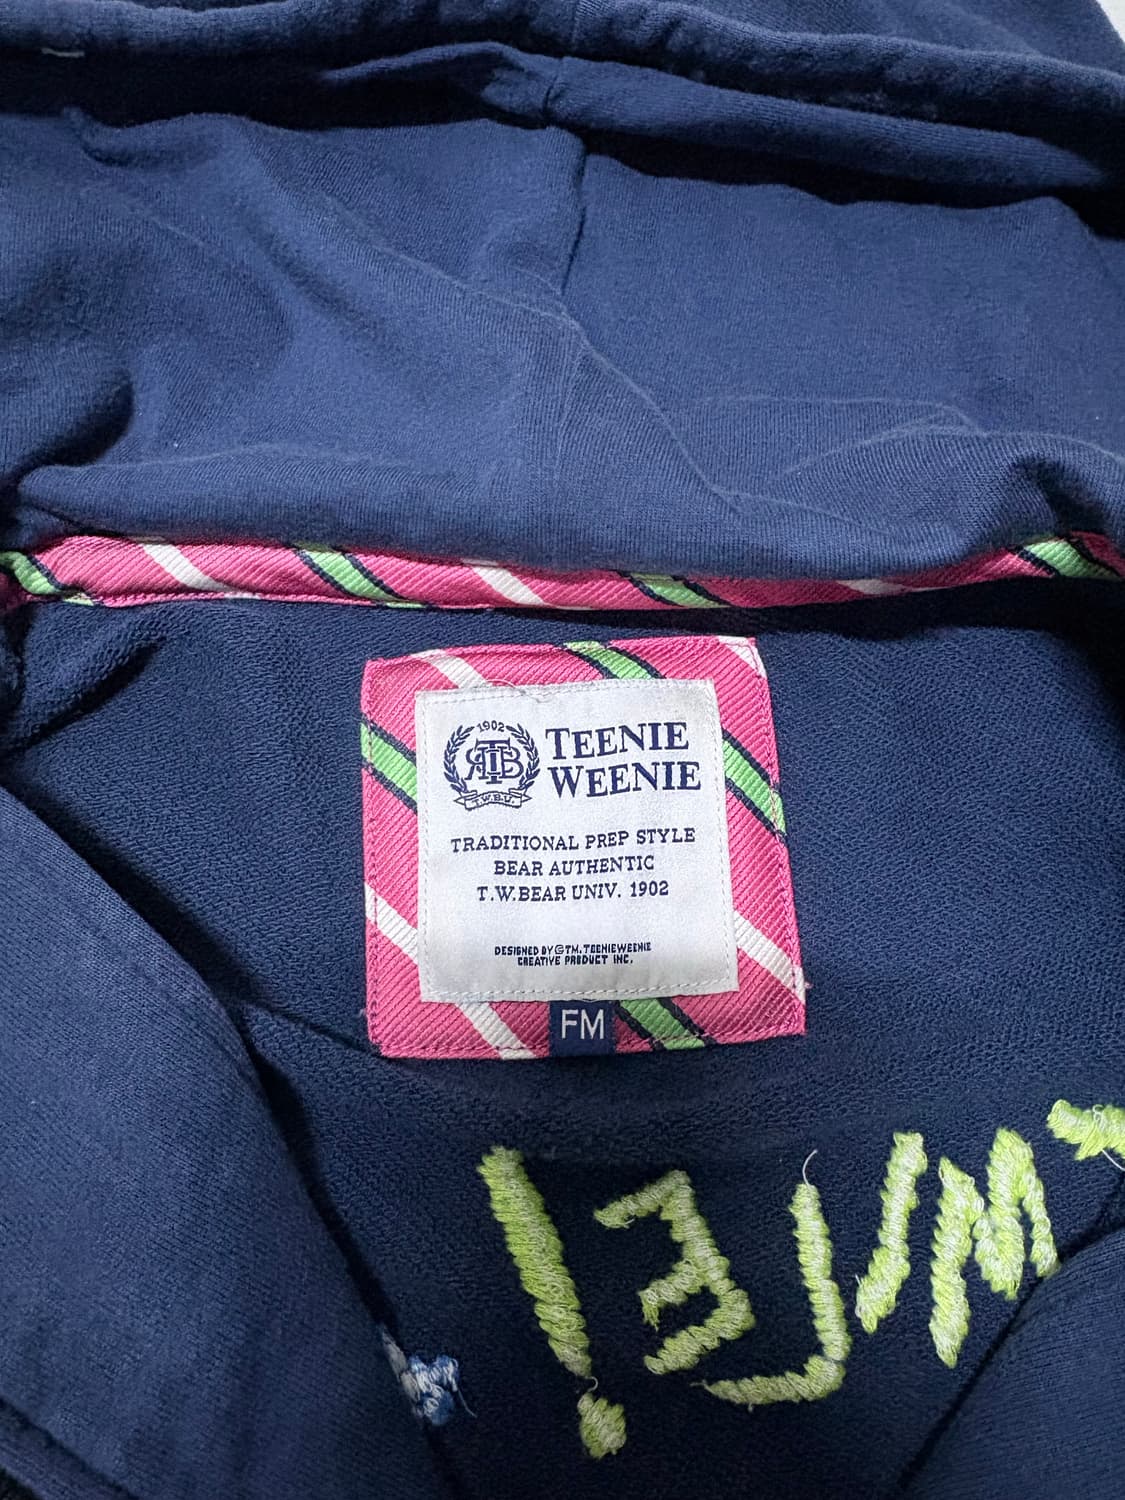 1902
RTB
T.W.B.U.
TEENIE
WEENIE
TRADITIONAL PREP STYLE
BEAR AUTHENTIC
T.W.BEAR UNIV. 1902
DESIGNED BY ©TM.TEENIEWEENIE
CREATIVE PRODUCT INC.
FM